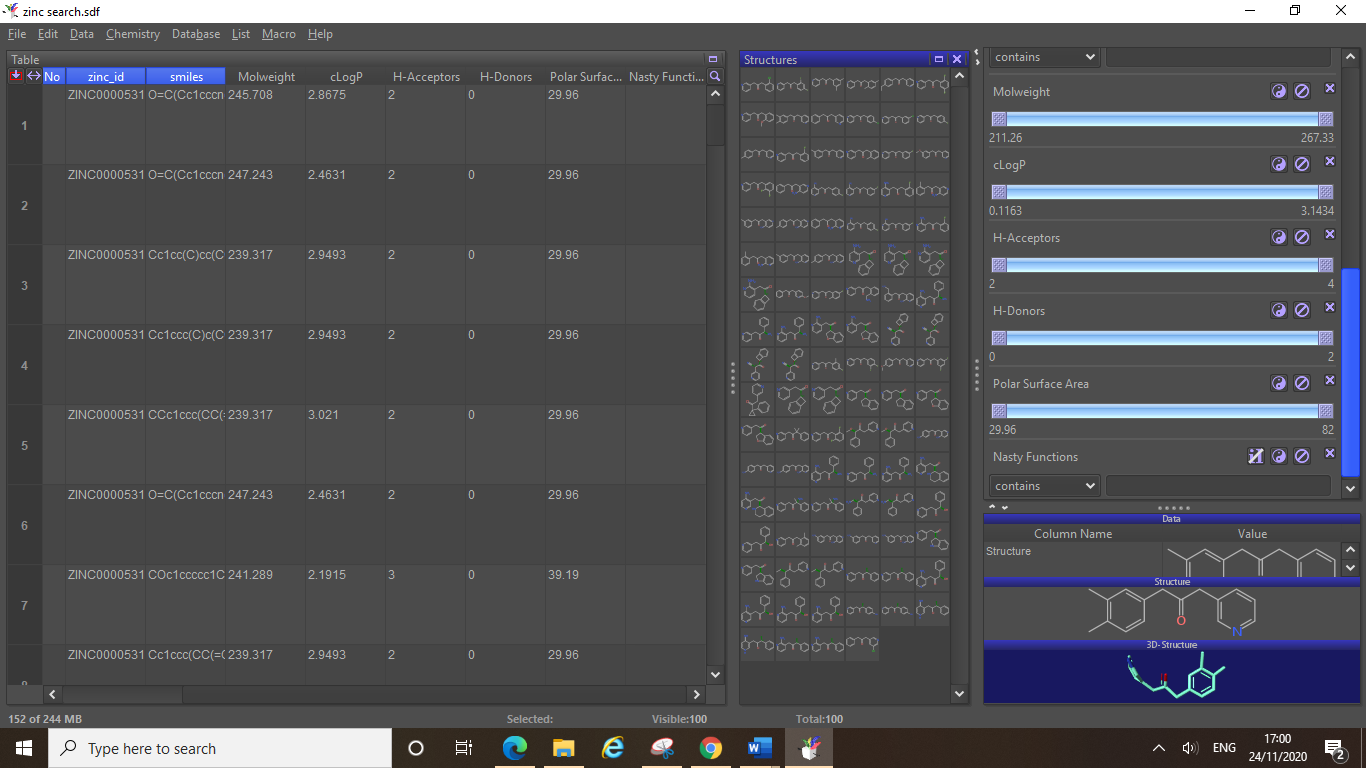 zinc search.sdf
File Edit Data Chemistry Database List Macro Help
Table
No zinc_id smiles Molweight cLogP H-Acceptors H-Donors Polar Surfac... Nasty Functi...
1 ZINC0000531 O=C(Cc1cccn 245.708 2.8675 2 0 29.96
2 ZINC0000531 O=C(Cc1cccn 247.243 2.4631 2 0 29.96
3 ZINC0000531 Cc1cc(C)cc(C 239.317 2.9493 2 0 29.96
4 ZINC0000531 Cc1ccc(C)c(C 239.317 2.9493 2 0 29.96
5 ZINC0000531 CCc1ccc(CC(= 239.317 3.021 2 0 29.96
6 ZINC0000531 O=C(Cc1cccn 247.243 2.4631 2 0 29.96
7 ZINC0000531 COc1ccccc1C 241.289 2.1915 3 0 39.19
8 ZINC0000531 Cc1ccc(CC(=C 239.317 2.9493 2 0 29.96
152 of 244 MB Selected: Visible:100 Total:100
Structures
contains
Molweight
211.26 267.33
cLogP
0.1163 3.1434
H-Acceptors
2 4
H-Donors
0 2
Polar Surface Area
29.96 82
Nasty Functions
contains
Data
Column Name Value
Structure
Structure
O
N
3D-Structure
Type here to search
ENG
17:00
24/11/2020
2